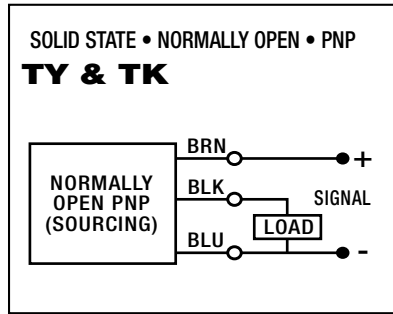 SOLID STATE • NORMALLY OPEN • PNP
TY & TK
BRN
+
NORMALLY
OPEN PNP
(SOURCING)
BLK
SIGNAL
LOAD
BLU
-